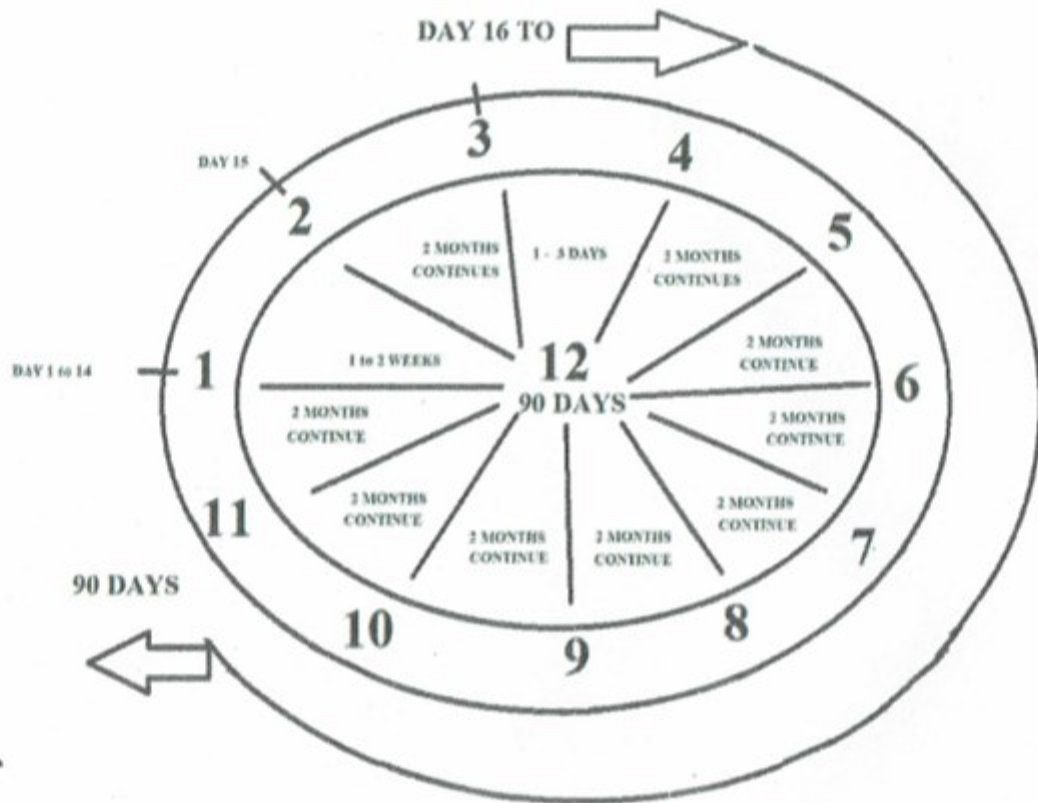 DAY 16 TO
3
4
DAY 15
2
5
2 MONTHS
CONTINUES
1 - 3 DAYS
2 MONTHS
CONTINUES
DAY 1 to 14
1
1 to 2 WEEKS
12
90 DAYS
2 MONTHS
CONTINUE
6
2 MONTHS
CONTINUE
2 MONTHS
CONTINUE
2 MONTHS
CONTINUE
2 MONTHS
CONTINUE
2 MONTHS
CONTINUE
2 MONTHS
CONTINUE
11
7
90 DAYS
10
9
8